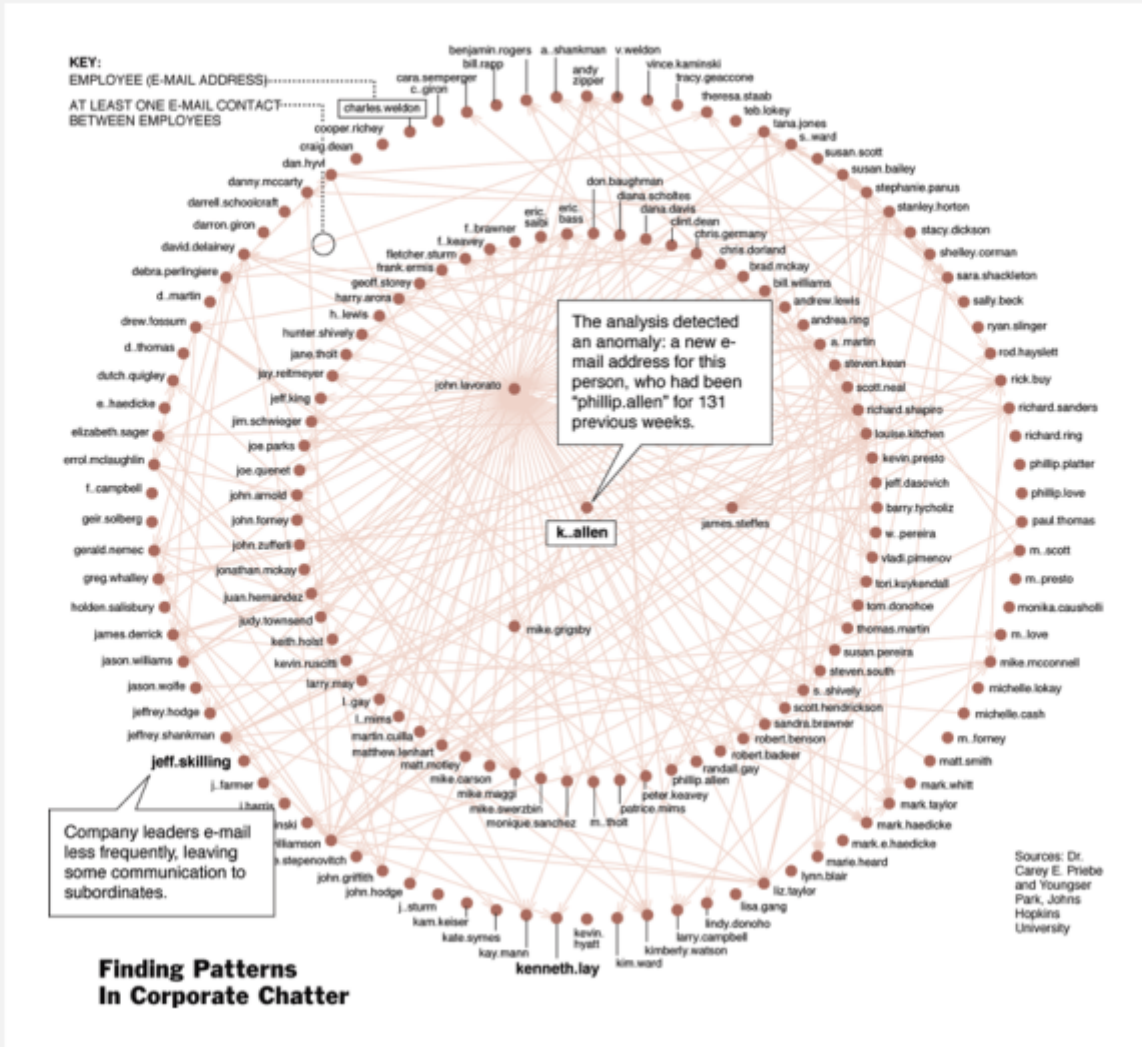 KEY:
EMPLOYEE (E-MAIL ADDRESS)
AT LEAST ONE E-MAIL CONTACT
BETWEEN EMPLOYEES
benjamin.rogers
a..shankman
v.weldon
bill.rapp
andy
zipper
vince.kaminski
cara.semperger
tracy.geaccone
c..giron
theresa.staab
charles.weldon
teb.lokey
cooper.richey
tana.jones
craig.dean
s..ward
dan.hyvl
susan.scott
danny.mccarty
susan.bailey
darrell.schoolcraft
stephanie.panus
darron.giron
stanley.horton
david.delainey
stacy.dickson
debra.perlingiere
shelley.corman
d..martin
sara.shackleton
drew.fossum
sally.beck
d..thomas
ryan.slinger
dutch.quigley
rod.hayslett
e..haedicke
rick.buy
elizabeth.sager
richard.sanders
errol.mclaughlin
richard.ring
f..campbell
phillip.platter
geir.solberg
phillip.love
gerald.nemec
paul.thomas
greg.whalley
m..scott
holden.salisbury
m..presto
james.derrick
monika.causholli
jason.williams
m..love
jason.wolfe
mike.mcconnell
jeffrey.hodge
michelle.lokay
jeffrey.shankman
michelle.cash
jeff.skilling
m..forney
j..farmer
matt.smith
j.harris
mark.whitt
inski
mark.taylor
illiamson
mark.haedicke
e.stepenovitch
mark.e.haedicke
john.griffith
marie.heard
john.hodge
lynn.blair
j..sturm
liz.taylor
kam.keiser
lisa.gang
kate.symes
lindy.donoho
kay.mann
larry.campbell
kenneth.lay
kimberly.watson
kevin.
hyatt
kim.ward
don.baughman
diana.scholtes
dana.davis
clint.dean
chris.germany
chris.dorland
brad.mckay
bill.williams
andrew.lewis
andrea.ring
a..martin
steven.kean
scott.neal
richard.shapiro
louise.kitchen
kevin.presto
jeff.dasovich
barry.tycholiz
w..pereira
vladi.pimenov
tori.kuykendall
tom.donohoe
thomas.martin
susan.pereira
steven.south
s..shively
scott.hendrickson
sandra.brawner
robert.benson
robert.badeer
randall.gay
phillip.allen
peter.keavey
patrice.mims
m..tholt
monique.sanchez
mike.swerzbin
mike.maggi
mike.carson
matt.motley
matthew.lenhart
martin.cuilla
l..mims
l..gay
larry.may
kevin.ruscitti
keith.holst
judy.townsend
juan.hernandez
jonathan.mckay
john.zufferli
john.forney
john.arnold
joe.quenet
joe.parks
jim.schwieger
jeff.king
jay.reitmeyer
jane.tholt
hunter.shively
h..lewis
harry.arora
geoff.storey
frank.ermis
fletcher.sturm
f..keavey
f..brawner
eric.
saibi
eric.
bass
john.lavorato
The analysis detected
an anomaly: a new e-
mail address for this
person, who had been
“phillip.allen” for 131
previous weeks.
k..allen
james.steffes
mike.grigsby
Company leaders e-mail
less frequently, leaving
some communication to
subordinates.
Sources: Dr.
Carey E. Priebe
and Youngser
Park, Johns
Hopkins
University
Finding Patterns
In Corporate Chatter